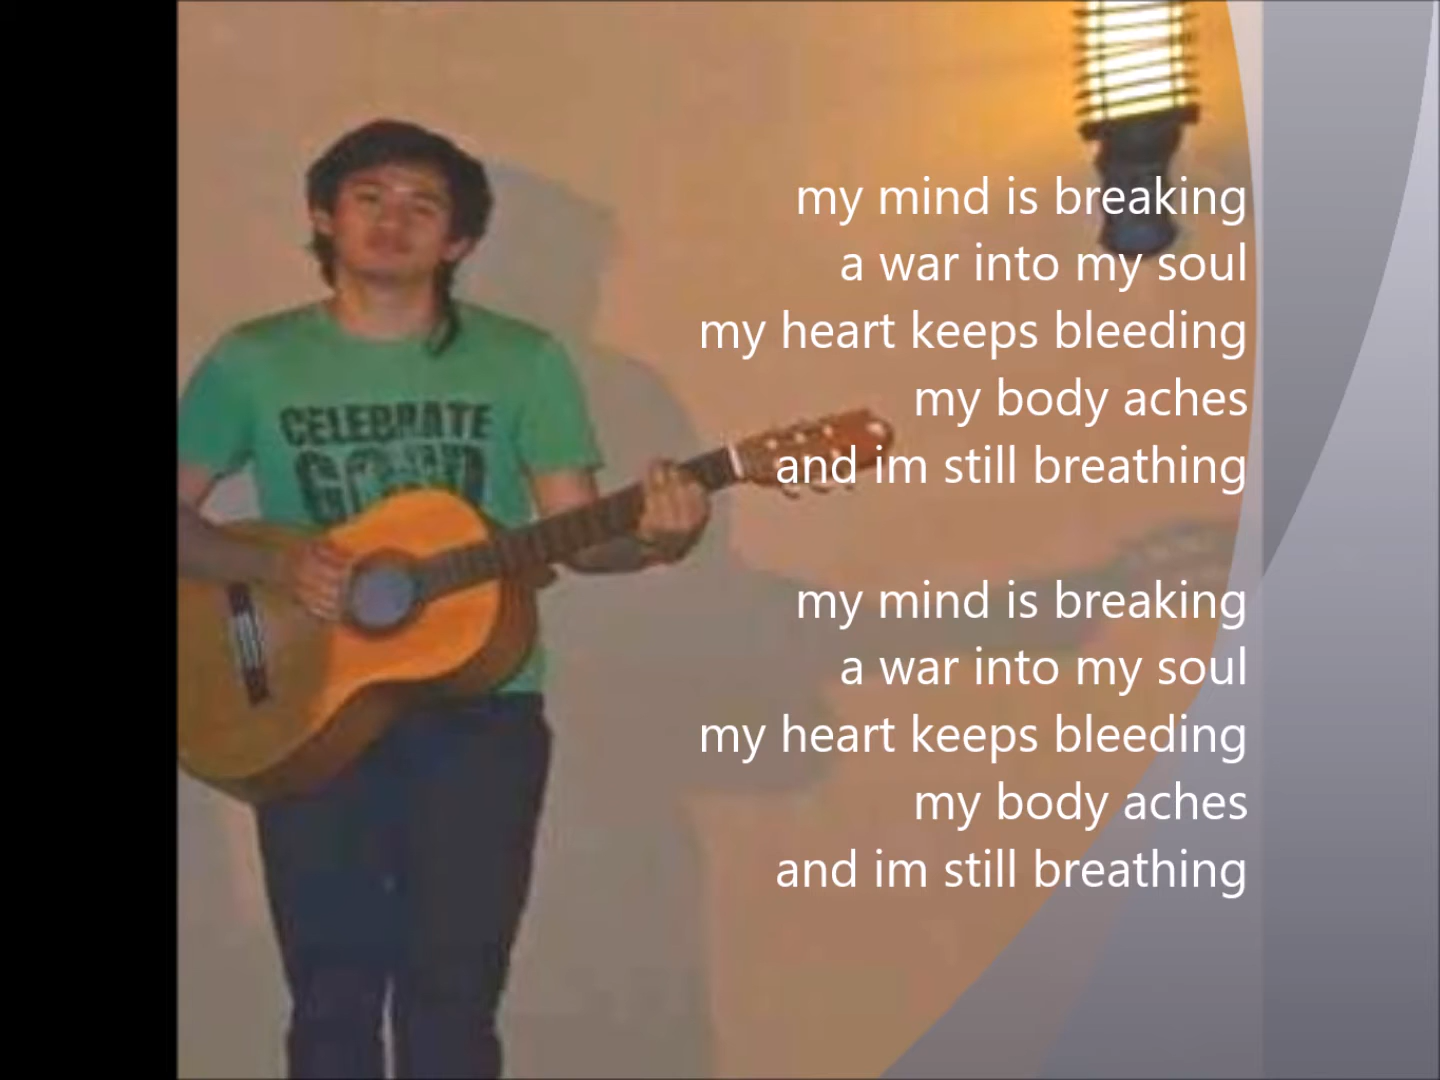 my mind is breaking
a war into my soul
my heart keeps bleeding
my body aches
and im still breathing
my mind is breaking
a war into my soul
my heart keeps bleeding
my body aches
and im still breathing
CELEBRATE